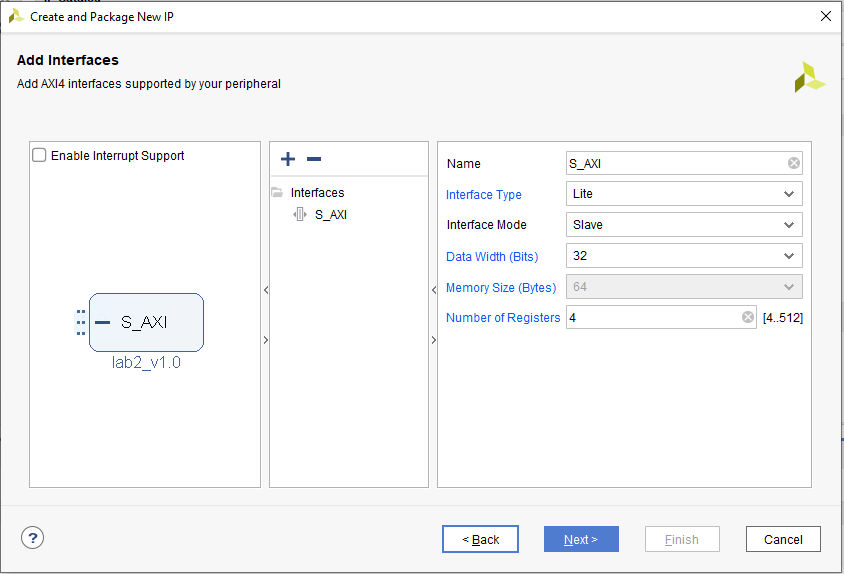 Create and Package New IP
Add Interfaces
Add AXI4 interfaces supported by your peripheral
Enable Interrupt Support
S_AXI
lab2_v1.0
Interfaces
S_AXI
Name S_AXI
Interface Type Lite
Interface Mode Slave
Data Width (Bits) 32
Memory Size (Bytes) 64
Number of Registers 4 [4..512]
? < Back Next > Finish Cancel